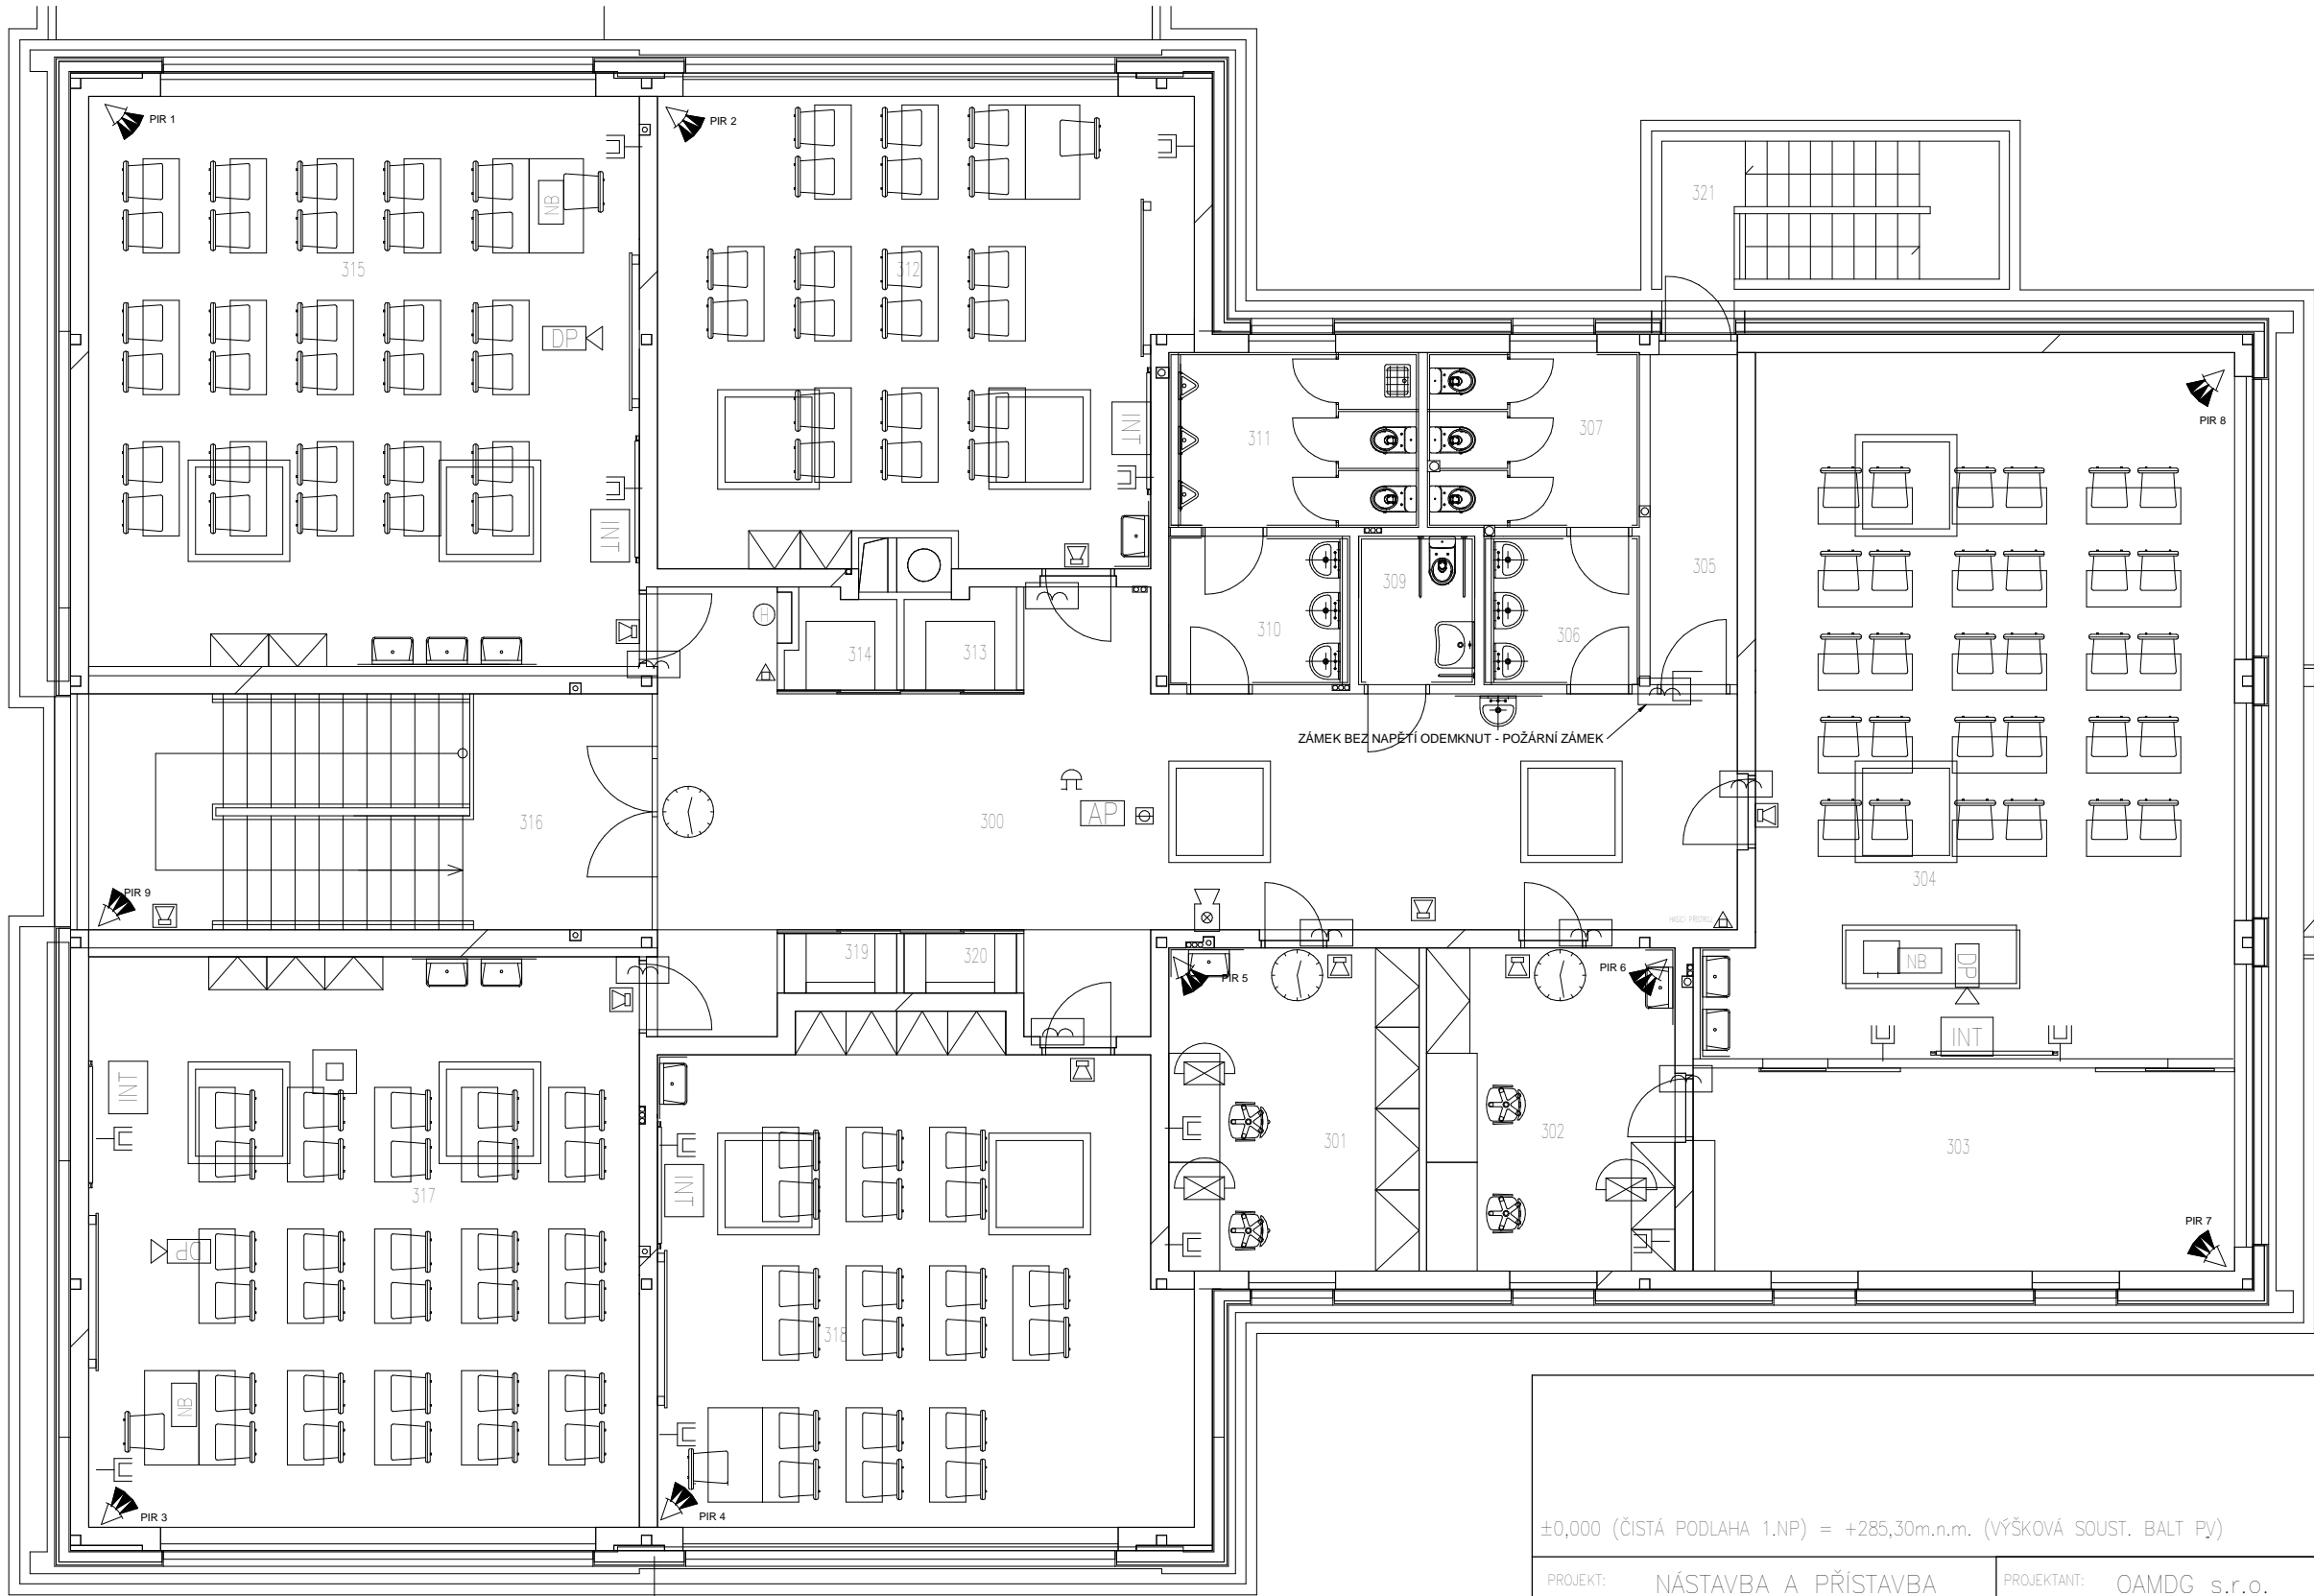 PIR 1
PIR 2
321
NB
315
312
DP
PIR 8
INT
311
307
INT
309
305
310
306
H
314
313
ZÁMEK BEZ NAPĚTÍ ODEMKNUT - POŽÁRNÍ ZÁMEK
316
300
AP
304
PIR 9
HASICÍ PŘÍSTROJ
319
320
PIR 5
PIR 6
NB
DP
INT
INT
301
302
303
317
INT
DP
PIR 7
318
NB
PIR 3
PIR 4
±0,000 (ČISTÁ PODLAHA 1.NP) = +285,30m.n.m. (VÝŠKOVÁ SOUST. BALT PV)
PROJEKT: NÁSTAVBA A PŘÍSTAVBA
PROJEKTANT: OAMDG s.r.o.